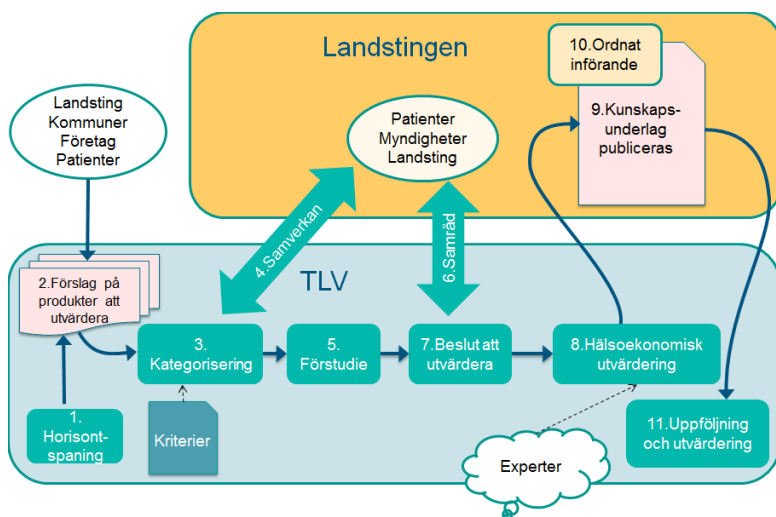 Landstingen
10.Ordnat
införande
9.Kunskaps-
underlag
publiceras
Landsting
Kommuner
Företag
Patienter
Patienter
Myndigheter
Landsting
4.Samverkan
6.Samråd
TLV
2.Förslag på
produkter att
utvärdera
3.
Kategorisering
5.
Förstudie
7.Beslut att
utvärdera
8.Hälsoekonomisk
utvärdering
1.
Horisont-
spaning
Kriterier
Experter
11.Uppföljning
och utvärdering